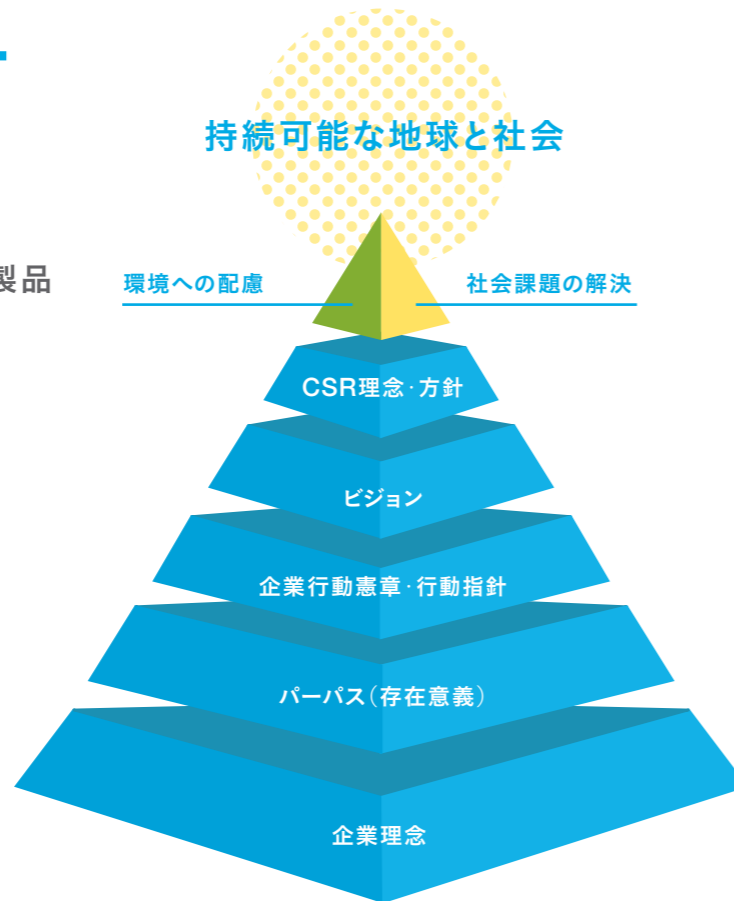 持続可能な地球と社会
製品
環境への配慮
社会課題の解決
CSR理念·方針
ビジョン
企業行動憲章·行動指針
パーパス(存在意義)
企業理念